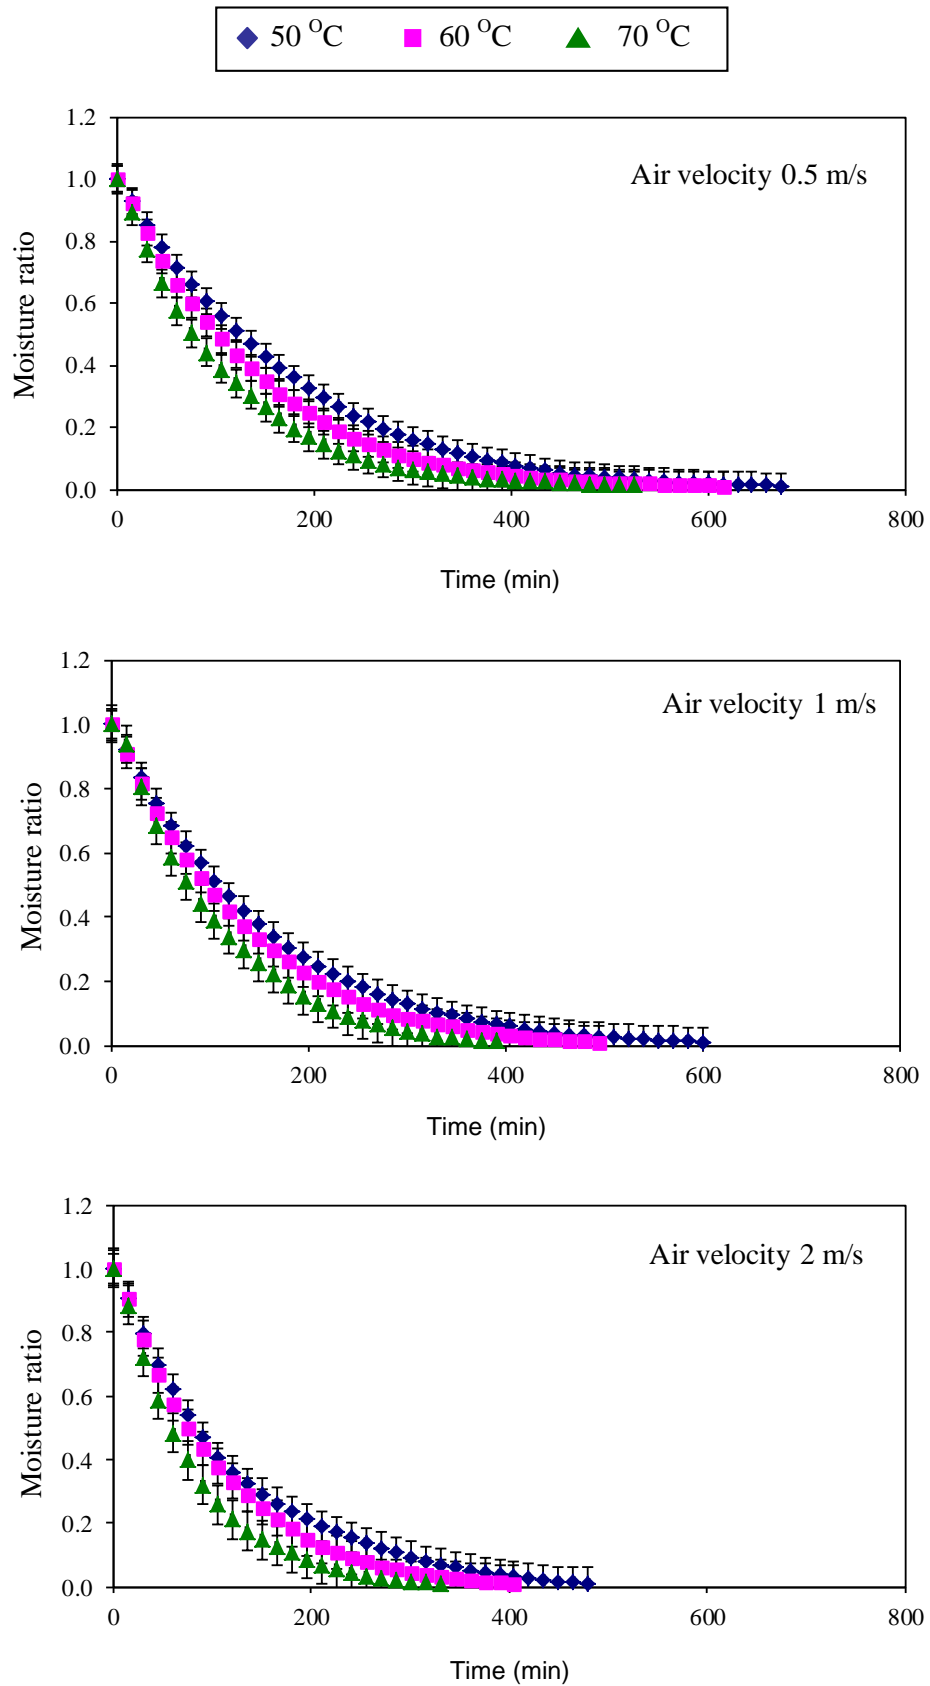 50 °C 60 °C 70 °C
1.2
1.0
0.8
0.6
0.4
0.2
0.0
Moisture ratio
Air velocity 0.5 m/s
0 200 400 600 800
Time (min)
1.2
1.0
0.8
0.6
0.4
0.2
0.0
Moisture ratio
Air velocity 1 m/s
0 200 400 600 800
Time (min)
1.2
1.0
0.8
0.6
0.4
0.2
0.0
Moisture ratio
Air velocity 2 m/s
0 200 400 600 800
Time (min)